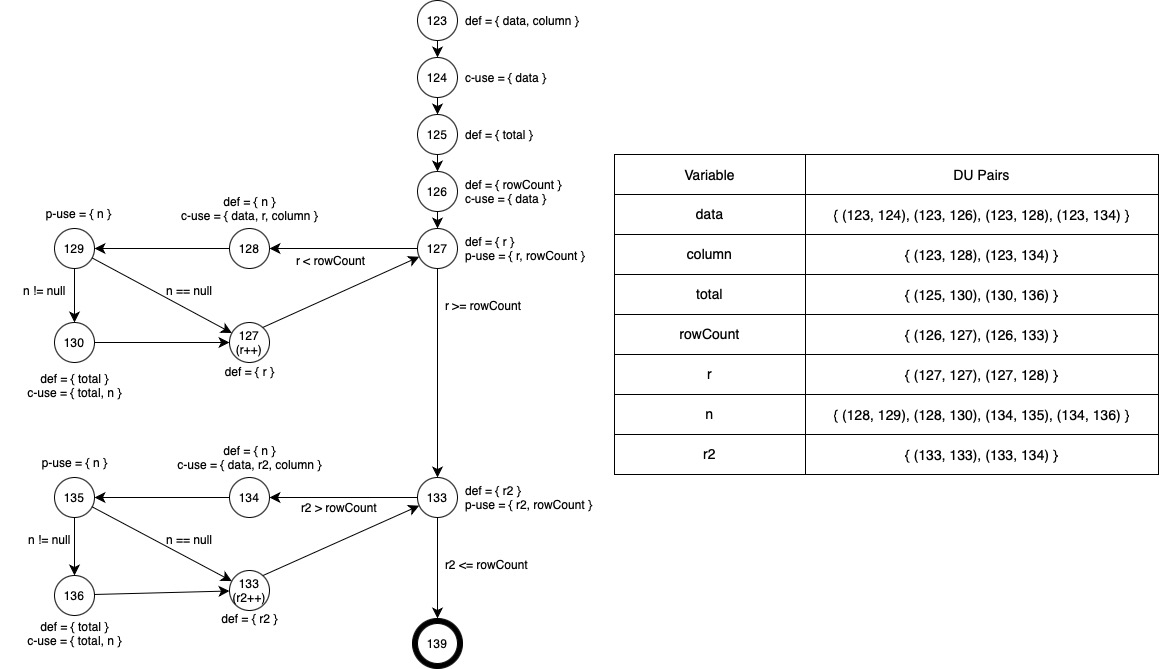 123
def = { data, column }
124
c-use = { data }
125
def = { total }
126
def = { rowCount }
c-use = { data }
127
def = { r }
p-use = { r, rowCount }
r < rowCount
def = { n }
c-use = { data, r, column }
128
p-use = { n }
129
n != null
n == null
130
def = { total }
c-use = { total, n }
127
(r++)
def = { r }
r >= rowCount
133
def = { r2 }
p-use = { r2, rowCount }
r2 > rowCount
def = { n }
c-use = { data, r2, column }
134
p-use = { n }
135
n != null
n == null
136
def = { total }
c-use = { total, n }
133
(r2++)
def = { r2 }
r2 <= rowCount
139
Variable DU Pairs
data { (123, 124), (123, 126), (123, 128), (123, 134) }
column { (123, 128), (123, 134) }
total { (125, 130), (130, 136) }
rowCount { (126, 127), (126, 133) }
r { (127, 127), (127, 128) }
n { (128, 129), (128, 130), (134, 135), (134, 136) }
r2 { (133, 133), (133, 134) }